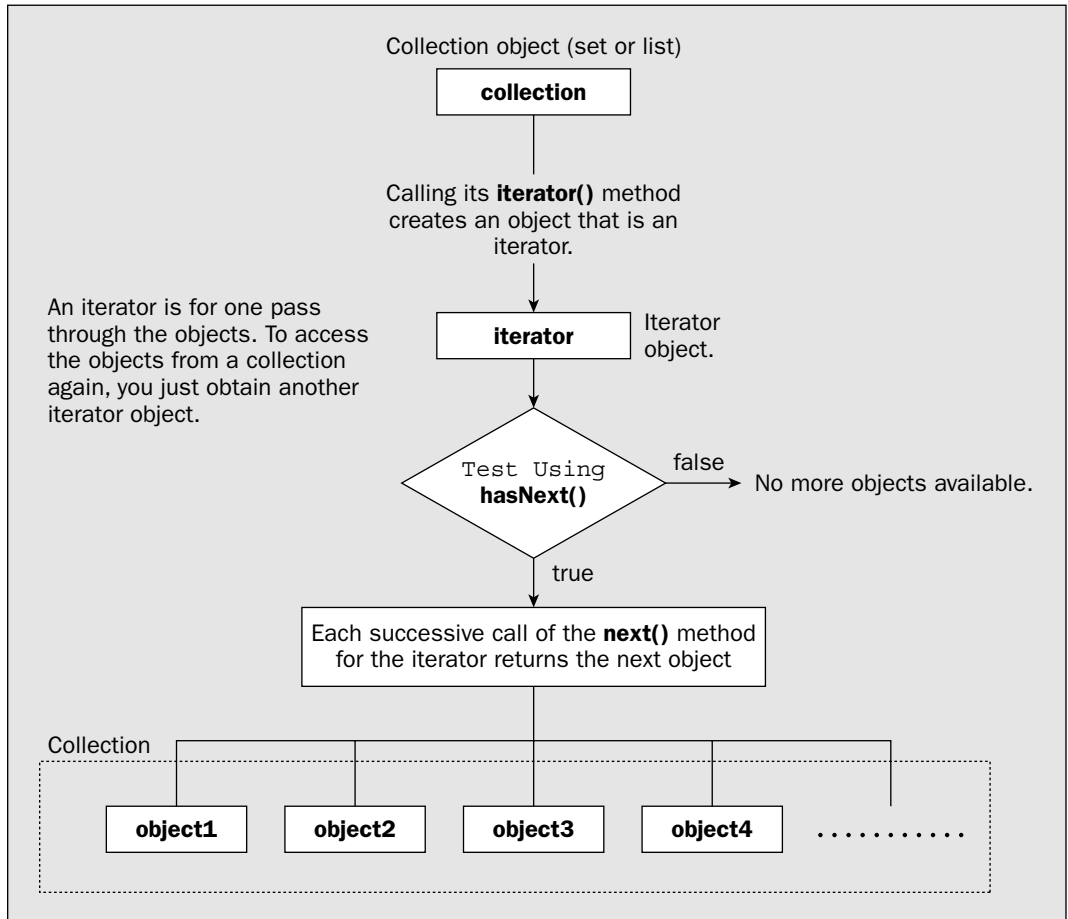 Collection object (set or list)
collection
Calling its iterator() method
creates an object that is an
iterator.
An iterator is for one pass
through the objects. To access
the objects from a collection
again, you just obtain another
iterator object.
iterator
Iterator
object.
Test Using
hasNext()
false
No more objects available.
true
Each successive call of the next() method
for the iterator returns the next object
Collection
object1
object2
object3
object4
. . . . . . . . . . .